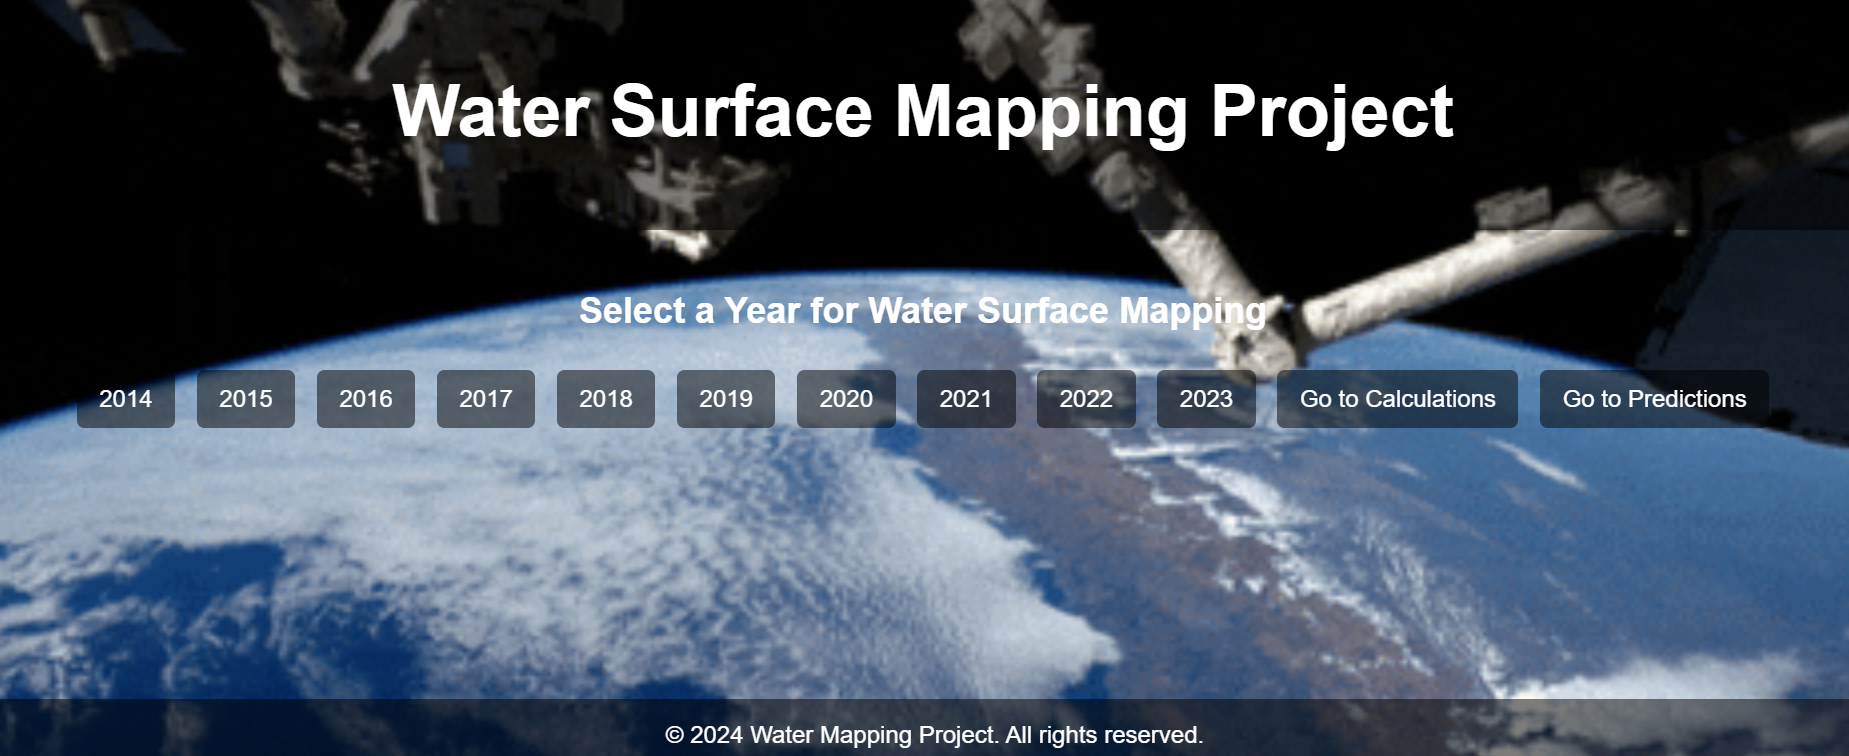 Water Surface Mapping Project
Select a Year for Water Surface Mapping
2014 2015 2016 2017 2018 2019 2020 2021 2022 2023 Go to Calculations Go to Predictions
© 2024 Water Mapping Project. All rights reserved.